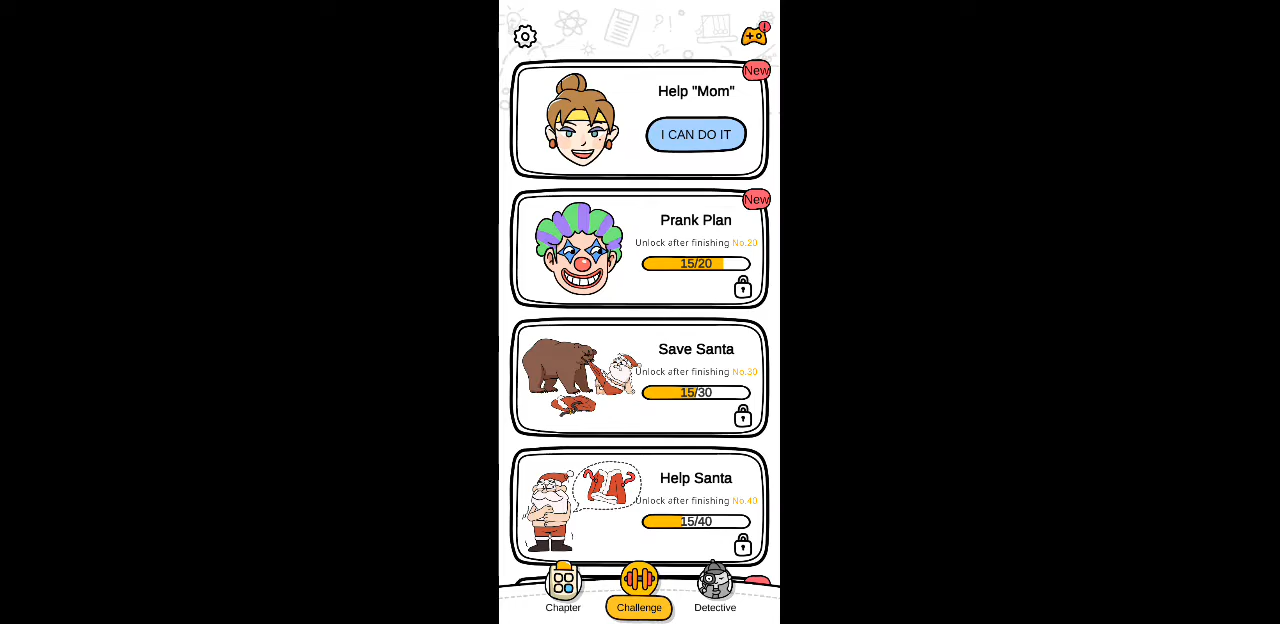 New
Help "Mom"
I CAN DO IT
New
Prank Plan
Unlock after finishing No.20
15/20
Save Santa
Unlock after finishing No.30
15/30
Help Santa
Unlock after finishing No.40
15/40
Chapter
Challenge
Detective